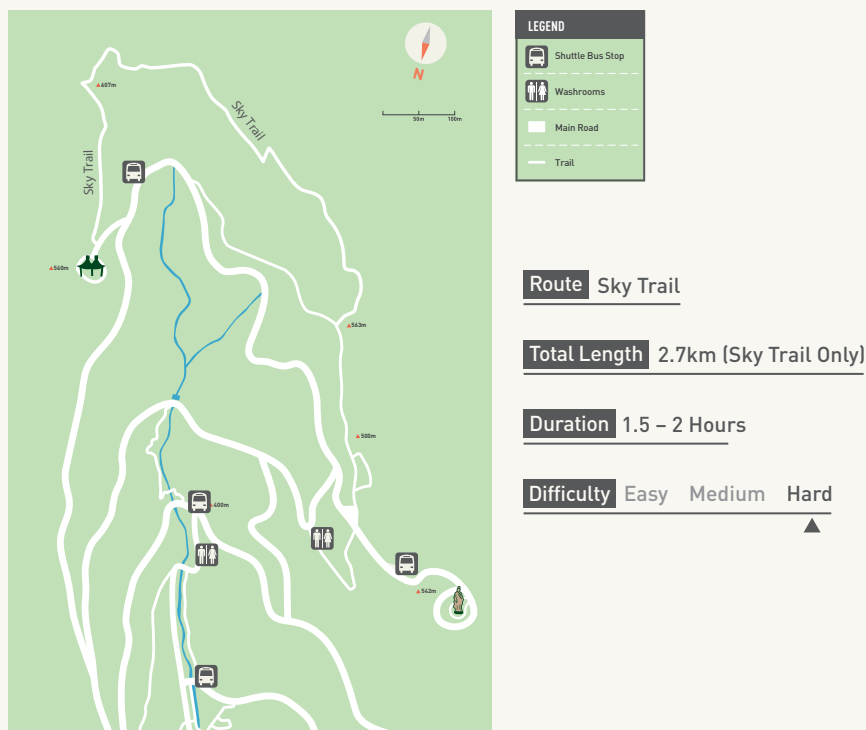 N
50m
100m
▲607m
Sky Trail
Sky Trail
▲560m
▲563m
▲500m
▲400m
▲542m
LEGEND
Shuttle Bus Stop
Washrooms
Main Road
Trail
Route Sky Trail
Total Length 2.7km (Sky Trail Only)
Duration 1.5 – 2 Hours
Difficulty Easy Medium Hard